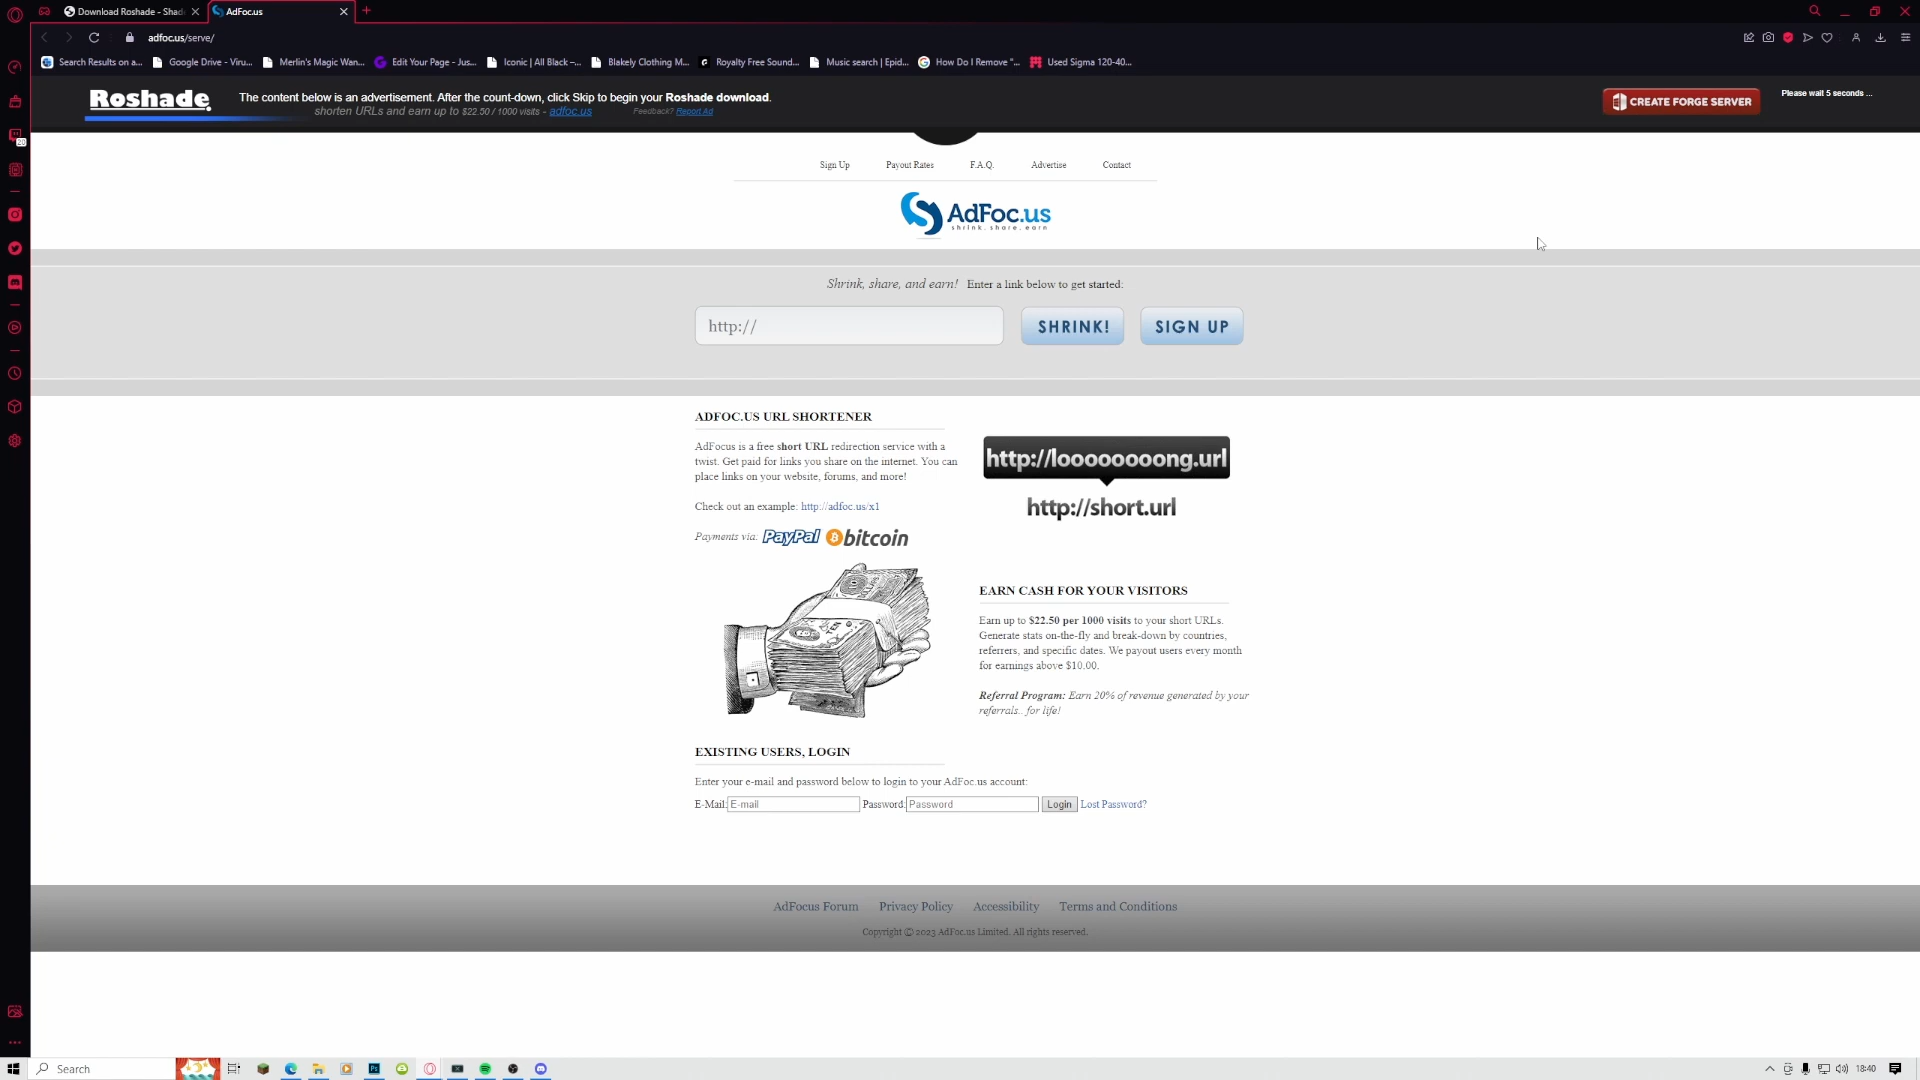 Download Roshade - Shad
AdFoc.us
adfoc.us/serve/
Search Results on a...
Google Drive - Viru...
Merlin's Magic Wan...
Edit Your Page - Jus...
Iconic | All Black –...
Blakely Clothing M...
Royalty Free Sound...
Music search | Epid...
How Do I Remove "...
Used Sigma 120-40...
Roshade.
The content below is an advertisement. After the count-down, click Skip to begin your Roshade download.
shorten URLs and earn up to $22.50 / 1000 visits - adfoc.us
Feedback? Report Ad
CREATE FORGE SERVER
Please wait 5 seconds ...
Sign Up
Payout Rates
F.A.Q.
Advertise
Contact
AdFoc.us
shrink. share. earn
Shrink, share, and earn! Enter a link below to get started:
http://
SHRINK!
SIGN UP
ADFOC.US URL SHORTENER
AdFocus is a free short URL redirection service with a
twist. Get paid for links you share on the internet. You can
place links on your website, forums, and more!
Check out an example: http://adfoc.us/x1
Payments via: PayPal bitcoin
http://loooooooong.url
http://short.url
EARN CASH FOR YOUR VISITORS
Earn up to $22.50 per 1000 visits to your short URLs.
Generate stats on-the-fly and break-down by countries,
referrers, and specific dates. We payout users every month
for earnings above $10.00.
Referral Program: Earn 20% of revenue generated by your
referrals.. for life!
EXISTING USERS, LOGIN
Enter your e-mail and password below to login to your AdFoc.us account:
E-Mail: E-mail Password: Password Login Lost Password?
AdFocus Forum
Privacy Policy
Accessibility
Terms and Conditions
Copyright © 2023 AdFoc.us Limited. All rights reserved.
Search
18:40